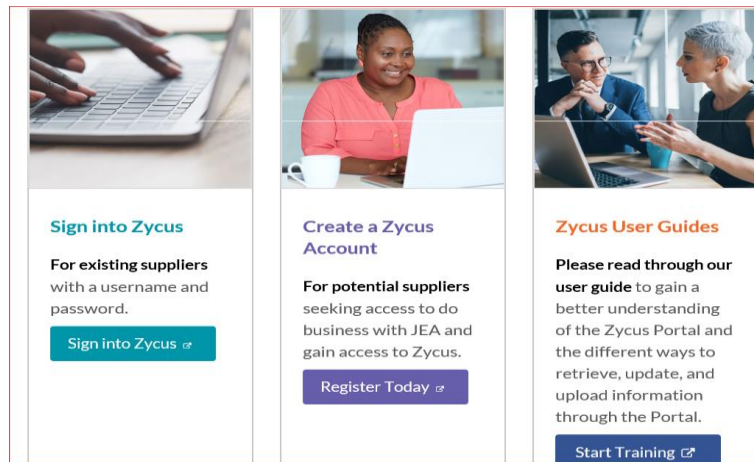 Sign into Zycus
For existing suppliers
with a username and
password.
Sign into Zycus
Create a Zycus
Account
For potential suppliers
seeking access to do
business with JEA and
gain access to Zycus.
Register Today
Zycus User Guides
Please read through our
user guide to gain a
better understanding
of the Zycus Portal and
the different ways to
retrieve, update, and
upload information
through the Portal.
Start Training